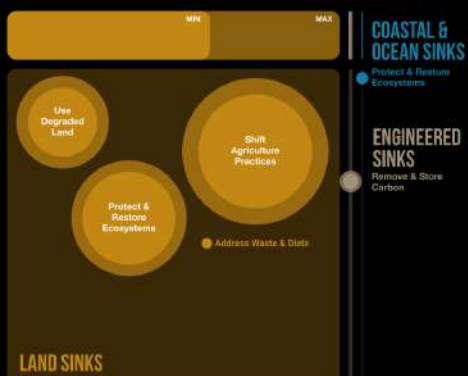 MIN
MAX
COASTAL &
OCEAN SINKS
Protect & Restore
Ecosystems
Use
Degraded
Land
Shift
Agriculture
Practices
ENGINEERED
SINKS
Remove & Store
Carbon
Protect &
Restore
Ecosystems
Address Waste & Diets
LAND SINKS